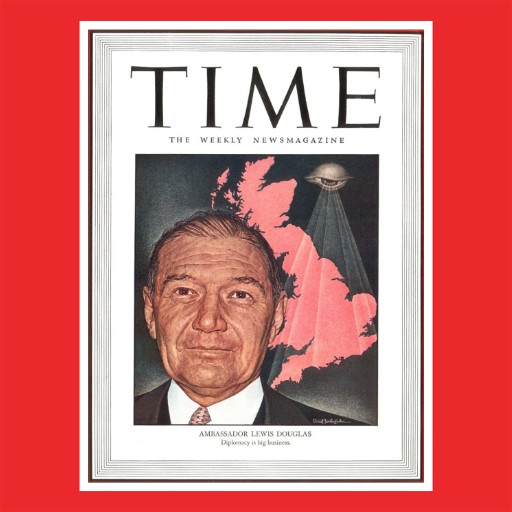 TIME
THE WEEKLY NEWSMAGAZINE
AMBASSADOR LEWIS DOUGLAS
Diplomacy is big business.